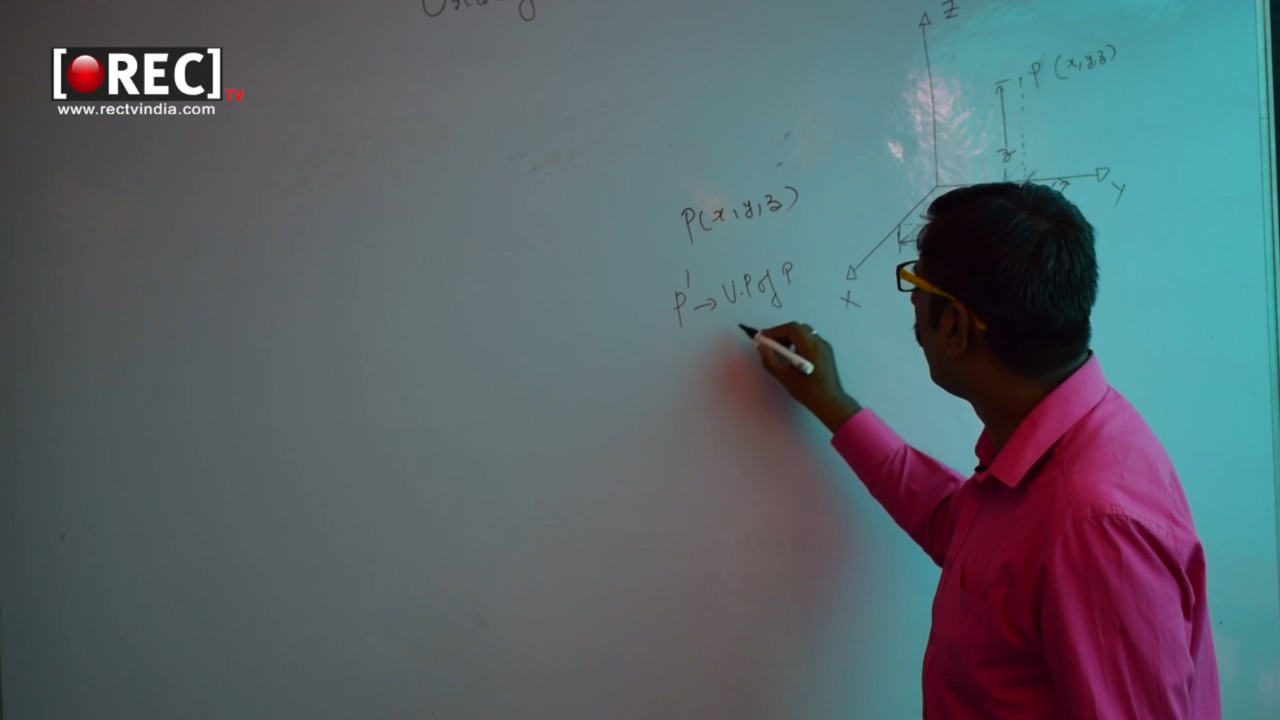 [REC]
TV
www.rectvindia.com
Z
P (x,y,z)
z
Y
X
P(x,y,z)
P' → V.P of P